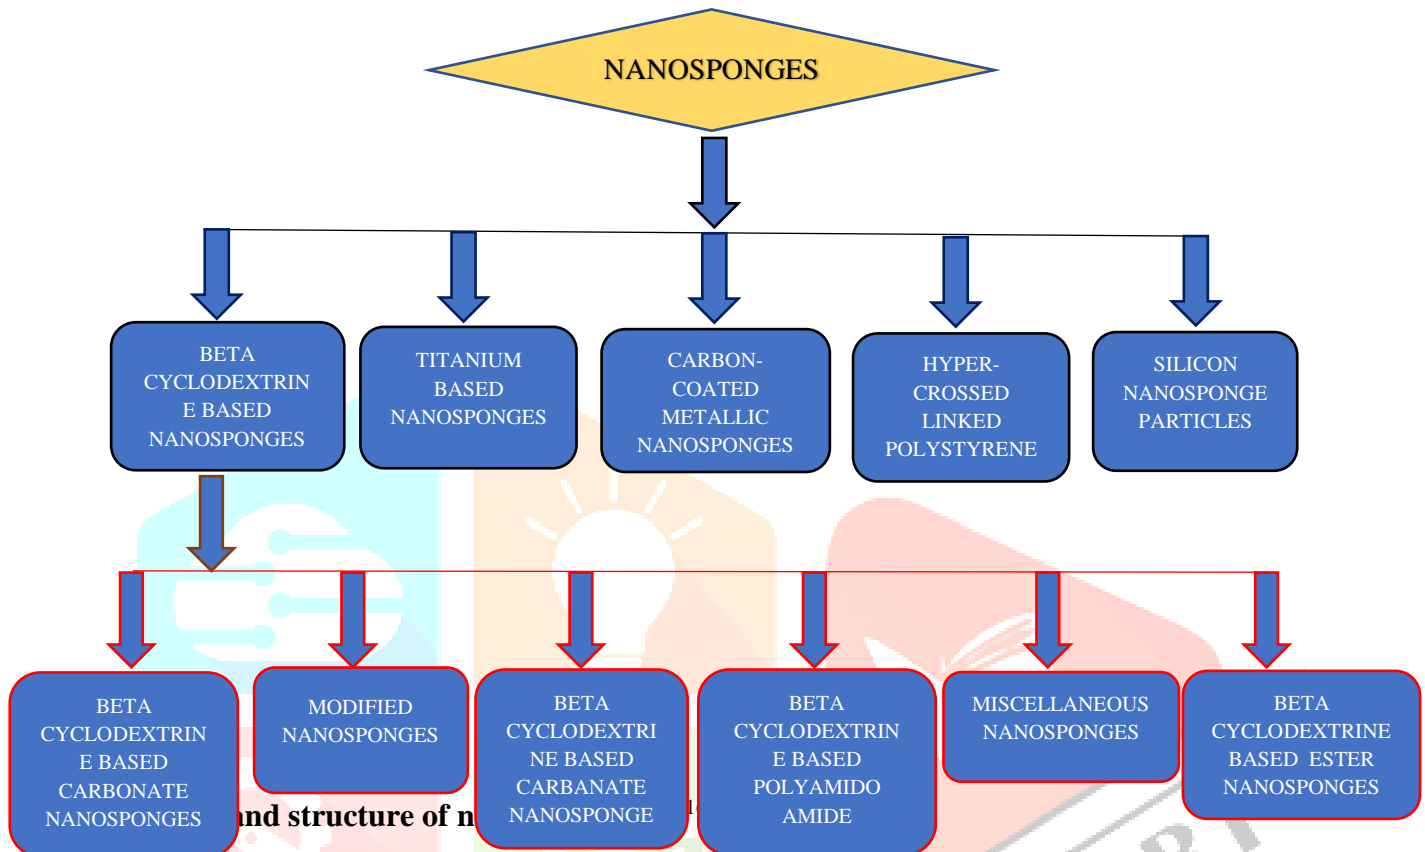 NANOSPONGES
BETA
CYCLODEXTRIN
E BASED
NANOSPONGES
TITANIUM
BASED
NANOSPONGES
CARBON-
COATED
METALLIC
NANOSPONGES
HYPER-
CROSSED
LINKED
POLYSTYRENE
SILICON
NANOSPONGE
PARTICLES
BETA
CYCLODEXTRIN
E BASED
CARBONATE
NANOSPONGES
MODIFIED
NANOSPONGES
BETA
CYCLODEXTRI
NE BASED
CARBANATE
NANOSPONGE
BETA
CYCLODEXTRIN
E BASED
POLYAMIDO
AMIDE
MISCELLANEOUS
NANOSPONGES
BETA
CYCLODEXTRINE
BASED ESTER
NANOSPONGES
and structure of n